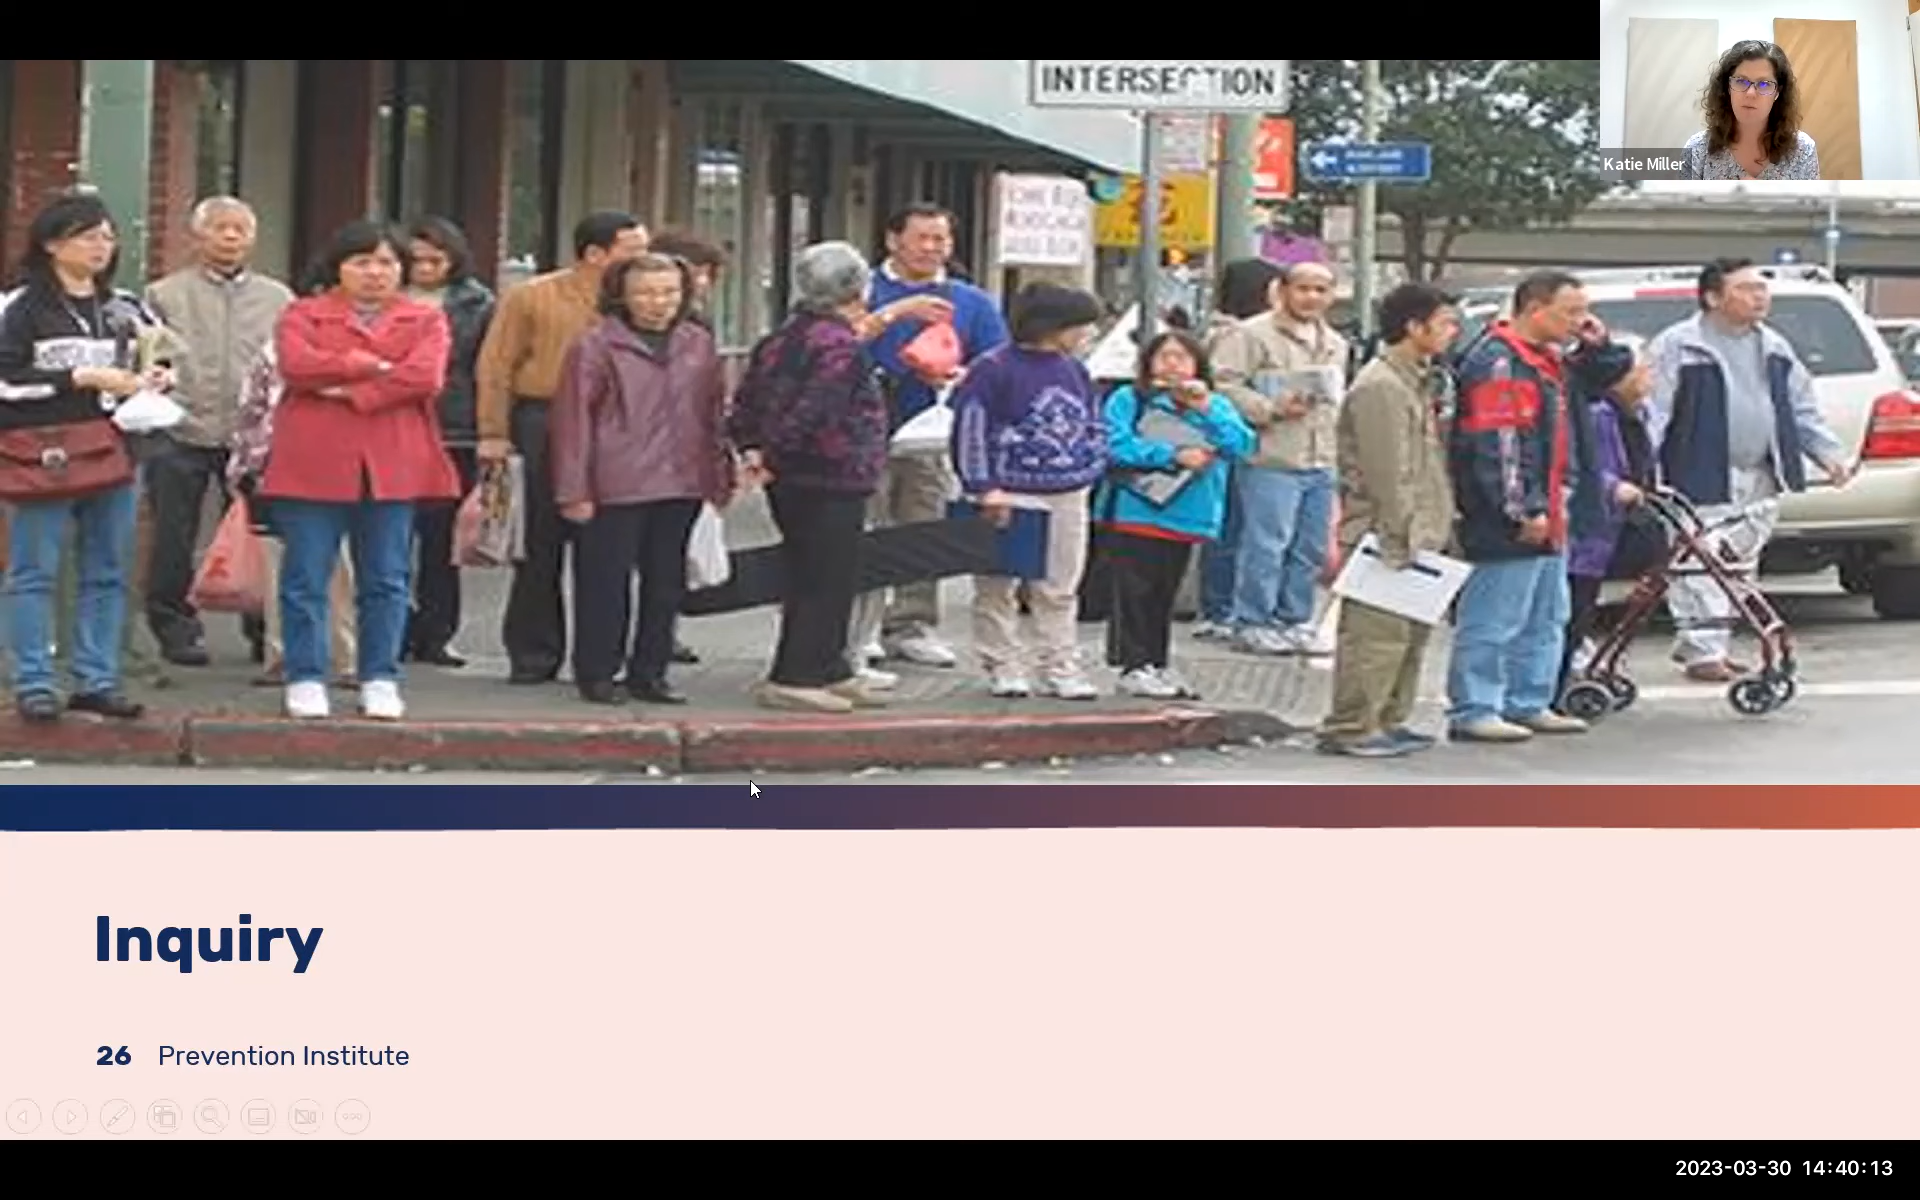 INTERSECTION
Katie Miller
Inquiry
26 Prevention Institute
2023-03-30 14:40:13